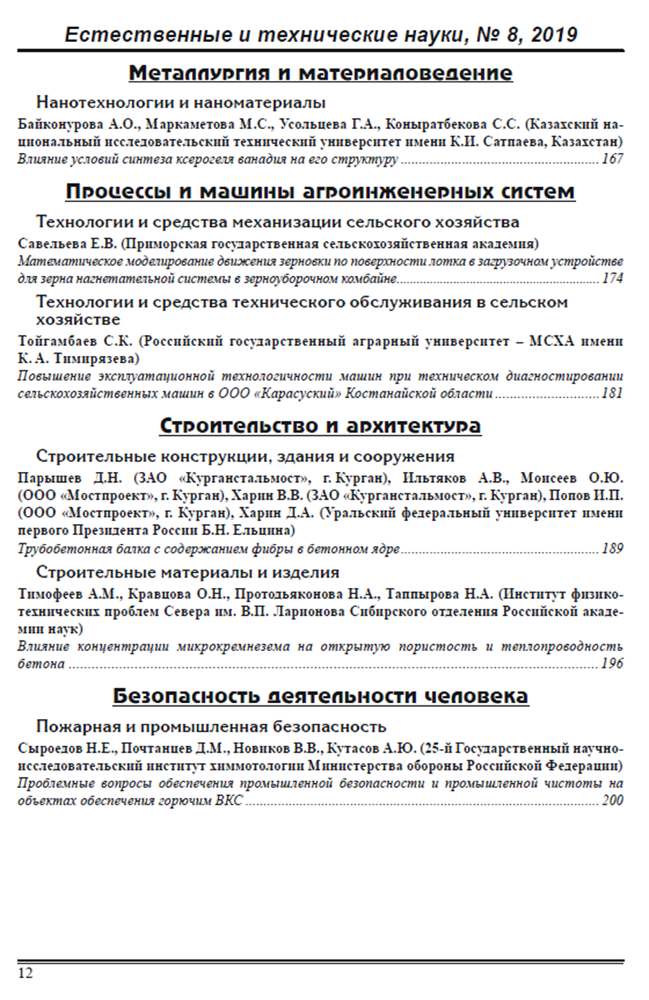 Естественные и технические науки, № 8, 2019
Металлургия и материаловедение
Нанотехнологии и наноматериалы
Байконурова А.О., Маркаметова М.С., Усольцева Г.А., Коныратбекова С.С. (Казахский на-
циональный исследовательский технический университет имени К.И. Сатпаева, Казахстан)
Влияние условий синтеза ксерогеля ванадия на его структуру ........................................................ 167
Процессы и машины агроинженерных систем
Технологии и средства механизации сельского хозяйства
Савельева Е.В. (Приморская государственная сельскохозяйственная академия)
Математическое моделирование движения зерновки по поверхности лотка в загрузочном устройстве
для зерна нагнетательной системы в зерноуборочном комбайне......................................................... 174
Технологии и средства технического обслуживания в сельском
хозяйстве
Тойгамбаев С.К. (Российский государственный аграрный университет – МСХА имени
К. А. Тимирязева)
Повышение эксплуатационной технологичности машин при техническом диагностировании
сельскохозяйственных машин в ООО «Карасуский» Костанайской области ............................. 181
Строительство и архитектура
Строительные конструкции, здания и сооружения
Парышев Д.Н. (ЗАО «Курганстальмост», г. Курган), Ильтяков А.В., Моисеев О.Ю.
(ООО «Мостпроект», г. Курган), Харин В.В. (ЗАО «Курганстальмост», г. Курган), Попов И.П.
(ООО «Мостпроект», г. Курган), Харин Д.А. (Уральский федеральный университет имени
первого Президента России Б.Н. Ельцина)
Трубобетонная балка с содержанием фибры в бетонном ядре........................................................ 189
Строительные материалы и изделия
Тимофеев А.М., Кравцова О.Н., Протодьяконова Н.А., Таппырова Н.А. (Институт физико-
технических проблем Севера им. В.П. Ларионова Сибирского отделения Российской акаде-
мии наук)
Влияние концентрации микрокремнезема на открытую пористость и теплопроводность
бетона ...................................................................................................................................................... 196
Безопасность деятельности человека
Пожарная и промышленная безопасность
Сыроедов Н.Е., Почтанцев Д.М., Новиков В.В., Кутасов А.Ю. (25-й Государственный научно-
исследовательский институт химмотологии Министерства обороны Российской Федерации)
Проблемные вопросы обеспечения промышленной безопасности и промышленной чистоты на
объектах обеспечения горючим ВКС .................................................................................................... 200
12